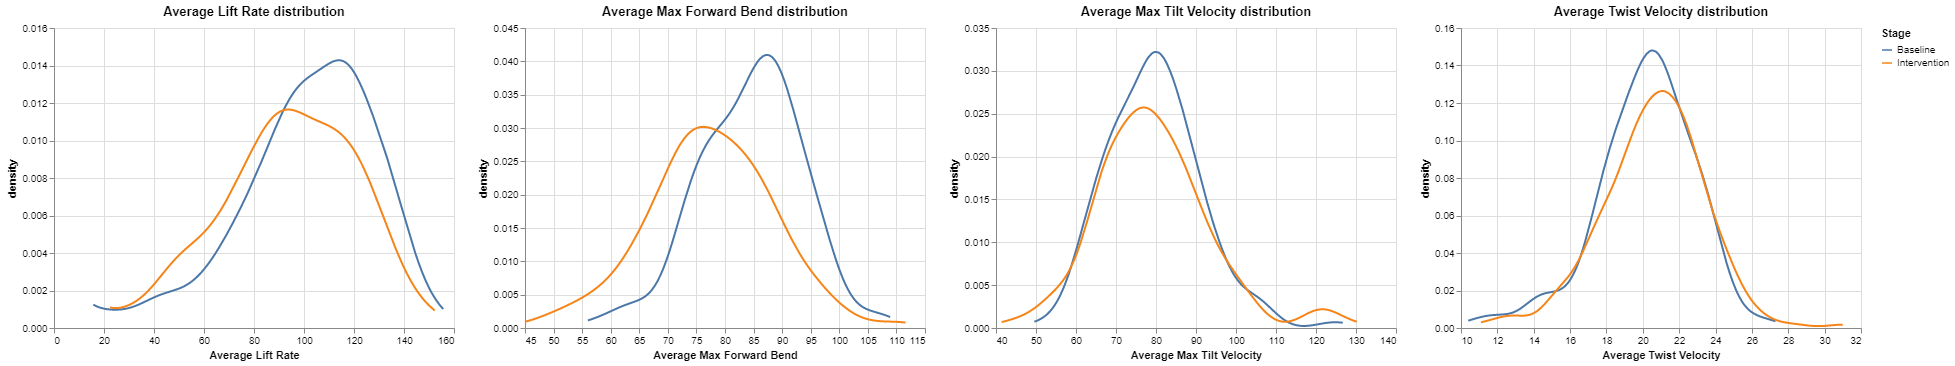 Average Lift Rate distribution
0.016
0.014
0.012
0.010
0.008
0.006
0.004
0.002
0.000
density
0 20 40 60 80 100 120 140 160
Average Lift Rate
Average Max Forward Bend distribution
0.045
0.040
0.035
0.030
0.025
0.020
0.015
0.010
0.005
0.000
density
45 50 55 60 65 70 75 80 85 90 95 100 105 110 115
Average Max Forward Bend
Average Max Tilt Velocity distribution
0.035
0.030
0.025
0.020
0.015
0.010
0.005
0.000
density
40 50 60 70 80 90 100 110 120 130 140
Average Max Tilt Velocity
Average Twist Velocity distribution
0.16
0.14
0.12
0.10
0.08
0.06
0.04
0.02
0.00
density
10 12 14 16 18 20 22 24 26 28 30 32
Average Twist Velocity
Stage
Baseline
Intervention